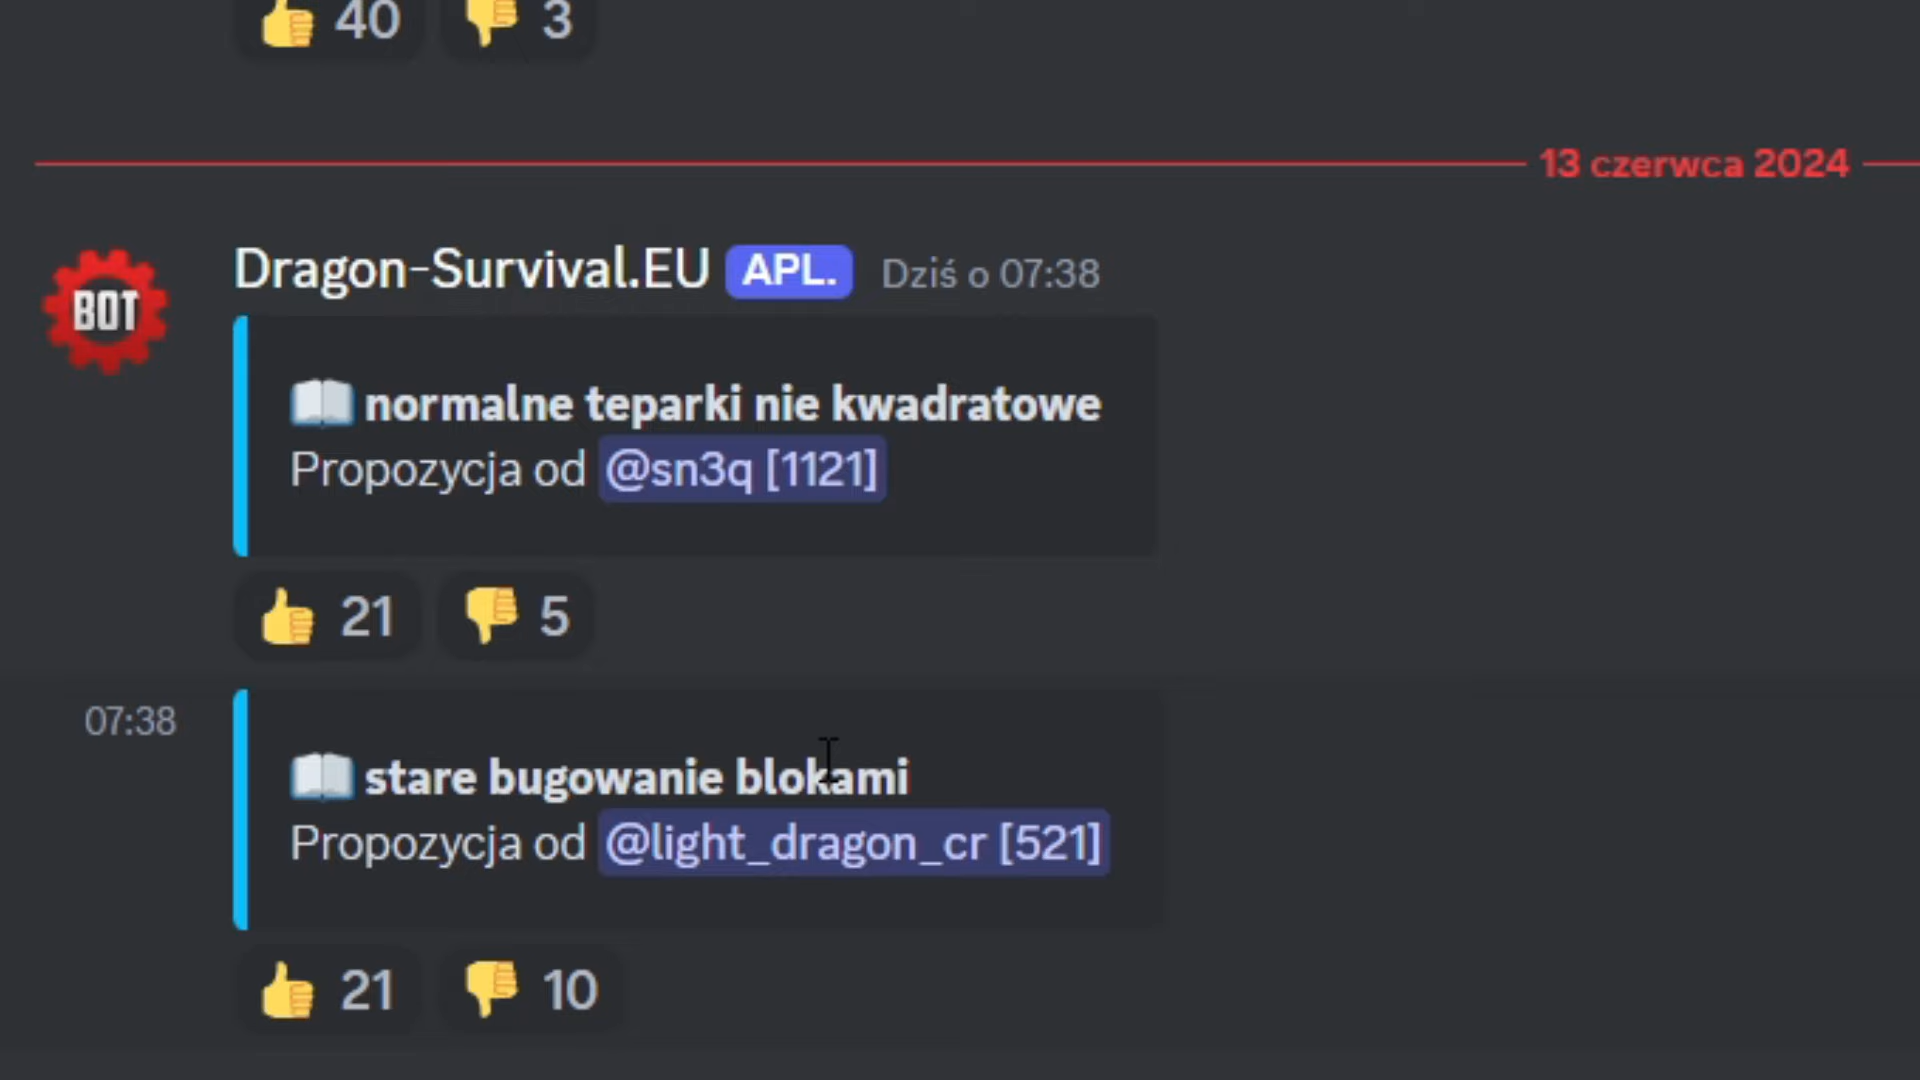 40 3
13 czerwca 2024
BOT
Dragon-Survival.EU APL. Dziś o 07:38
normalne teparki nie kwadratowe
Propozycja od @sn3q [1121]
21 5
07:38
stare bugowanie blokami
Propozycja od @light_dragon_cr [521]
21 10